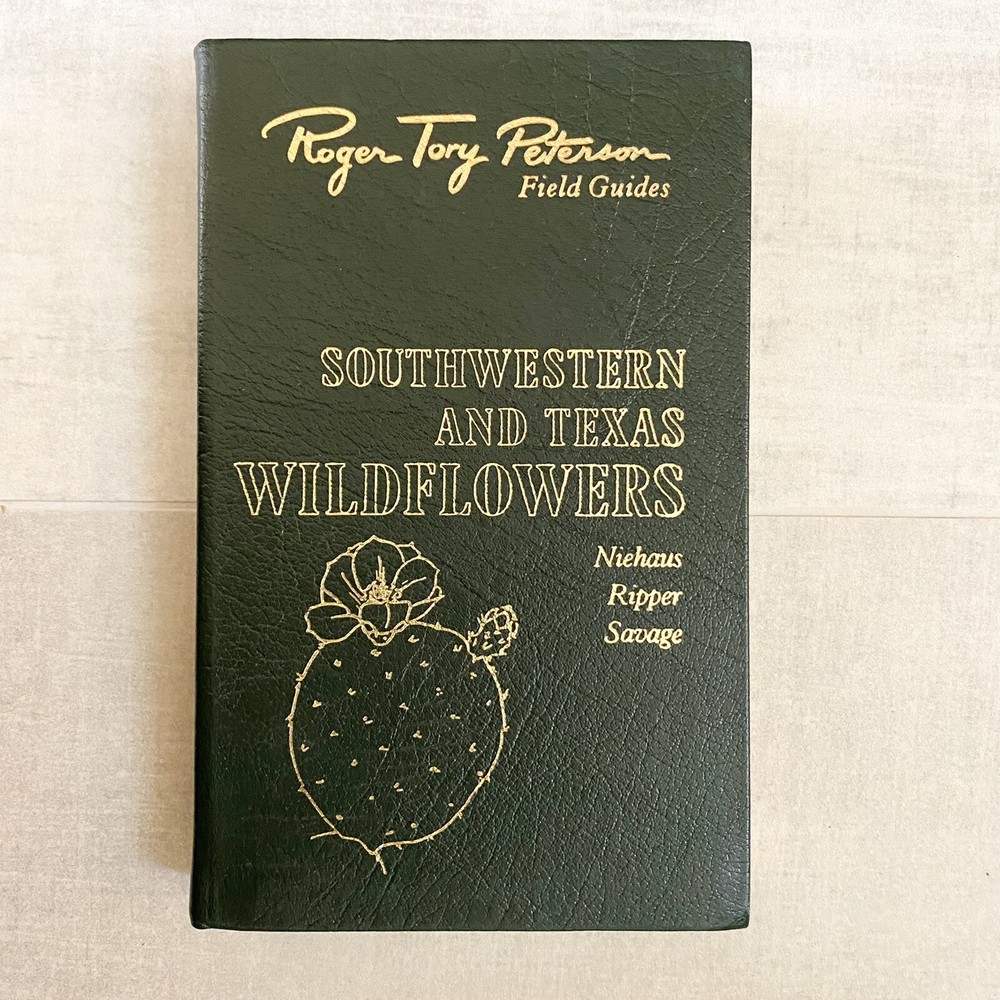 Roger Tory Peterson
Field Guides
SOUTHWESTERN
AND TEXAS
WILDFLOWERS
Niehaus
Ripper
Savage